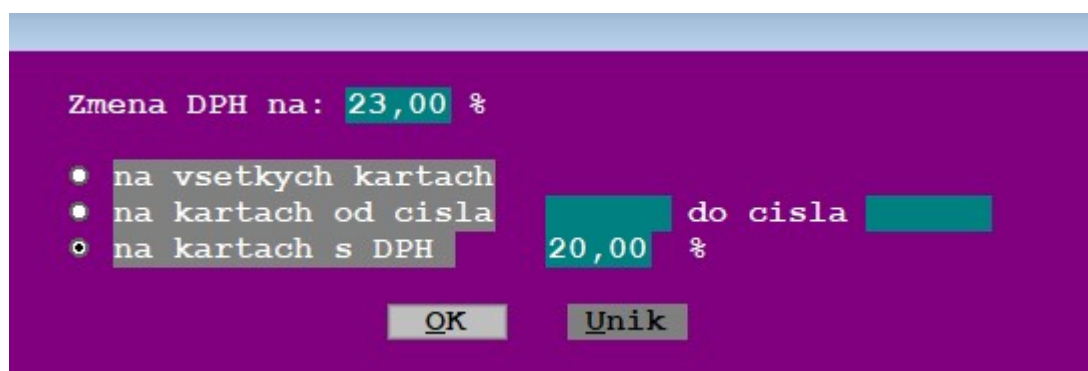 Zmena DPH na: 23,00 %
na vsetkych kartach
na kartach od cisla do cisla
na kartach s DPH 20,00 %
OK Unik